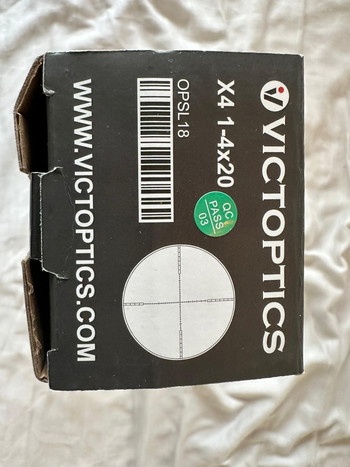 VICTOPTICS
X4 1-4x20
QC
PASS
03
OPSL18
WWW.VICTOPTICS.COM